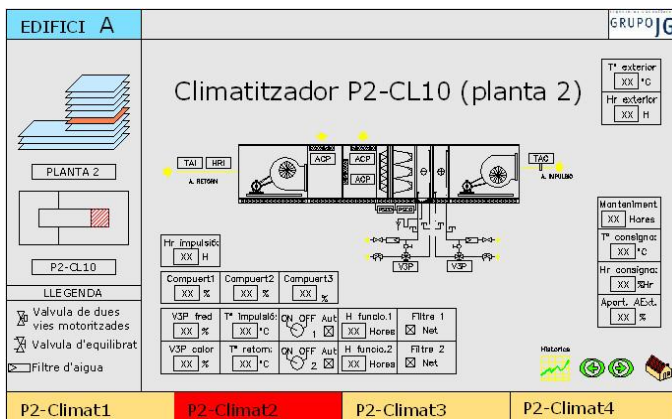 EDIFICI A
GRUPO JG
Climatitzador P2-CL10 (planta 2)
Tª exterior
XX °C
Hr exterior
XX H
PLANTA 2
P2-CL10
TAI HRI
A. RETORN
ACP ACP
ACP
TAC
A. IMPULSIO
V3P V3P
Manteniment
XX Hores
Tª consigna:
XX °C
Hr consigna:
XX %Hr
Aport. AExt.
XX %
Hr impulsió:
XX H
Compuert1 Compuert2 Compuert3
XX % XX % XX %
V3P fred Tª Impulsió: ON OFF Aut H funcio.1 Filtre 1
XX % XX °C 1 XX Hores Net
V3P calor Tª retorn: ON OFF Aut H funcio.2 Filtre 2
XX % XX °C 2 XX Hores Net
LLEGENDA
Valvula de dues
vies motoritzades
Valvula d'equilibrat
Filtre d'aigua
Historics
P2-Climat1 P2-Climat2 P2-Climat3 P2-Climat4